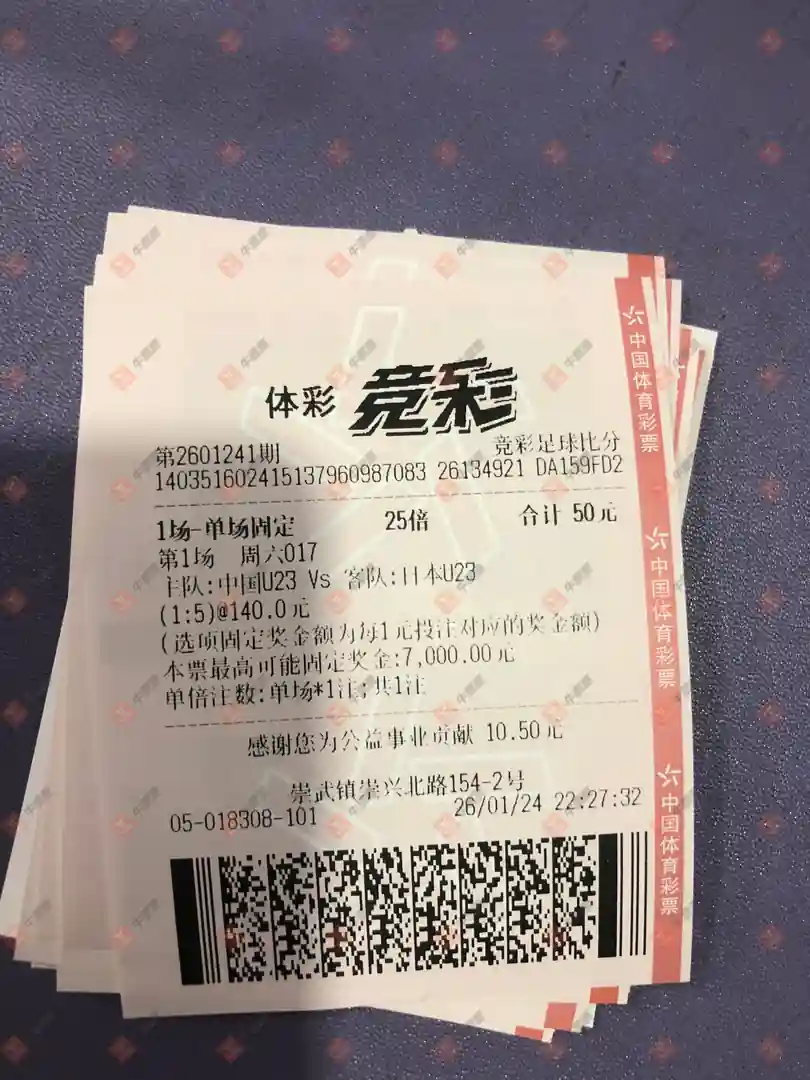 体彩 竞彩
第2601241期 竞彩足球比分
140351602415137960987083 26134921 DA159FD2
1场-单场固定 25倍 合计 50元
第1场 周六017
主队:中国U23 Vs 客队:日本U23
(1:5)@140.0元
(选项固定奖金额为每1元投注对应的奖金额)
本票最高可能固定奖金:7,000.00元
单倍注数:单场*1注;共1注
感谢您为公益事业贡献 10.50元
崇武镇崇兴北路154-2号
05-018308-101 26/01/24 22:27:32
中国体育彩票
中国体育彩票
中国体育彩票